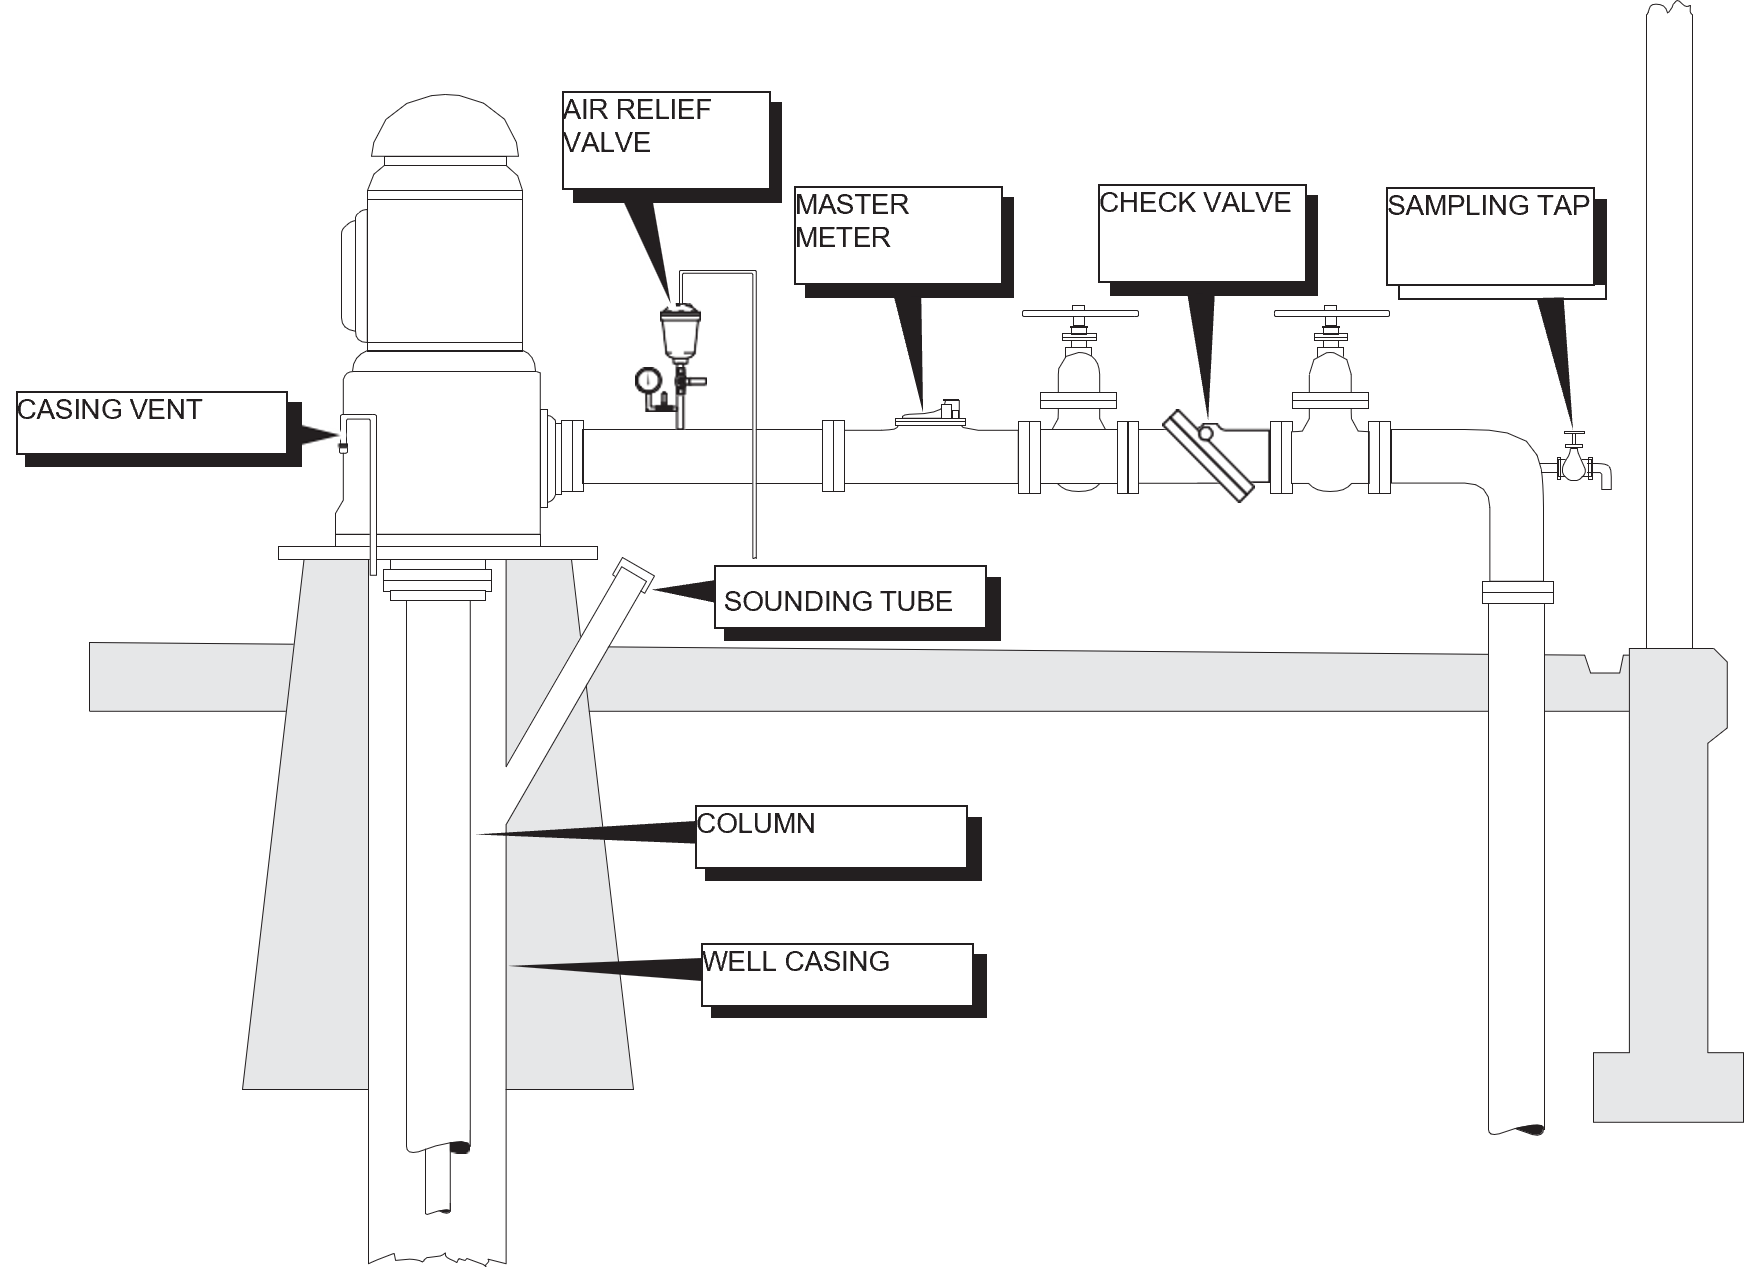 AIR RELIEF
VALVE
MASTER
METER
CHECK VALVE
SAMPLING TAP
CASING VENT
SOUNDING TUBE
COLUMN
WELL CASING